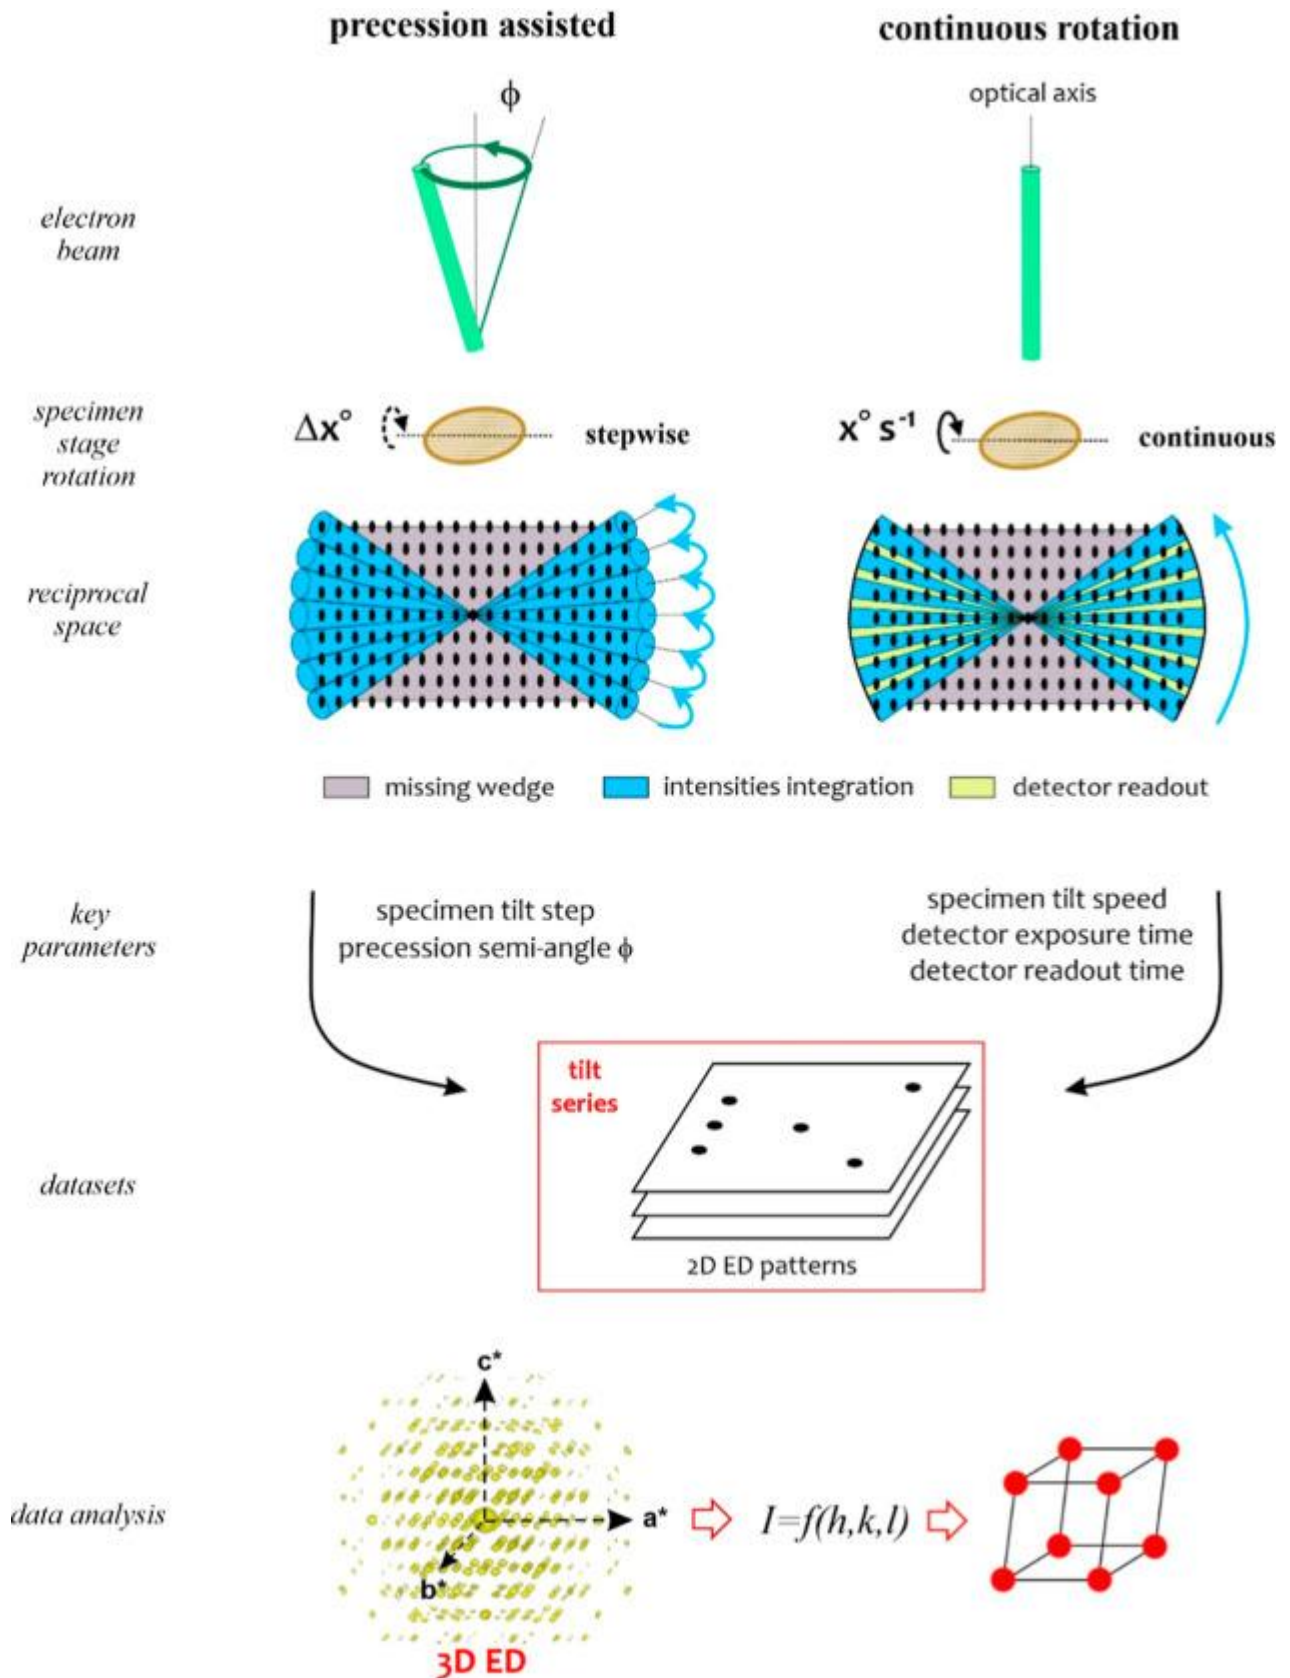 precession assisted
continuous rotation
ϕ
optical axis
electron
beam
specimen
stage
rotation
Δx°
stepwise
x° s⁻¹
continuous
reciprocal
space
missing wedge
intensities integration
detector readout
key
parameters
specimen tilt step
precession semi-angle ϕ
specimen tilt speed
detector exposure time
detector readout time
tilt
series
datasets
2D ED patterns
c*
data analysis
a*
b*
I=f(h,k,l)
3D ED